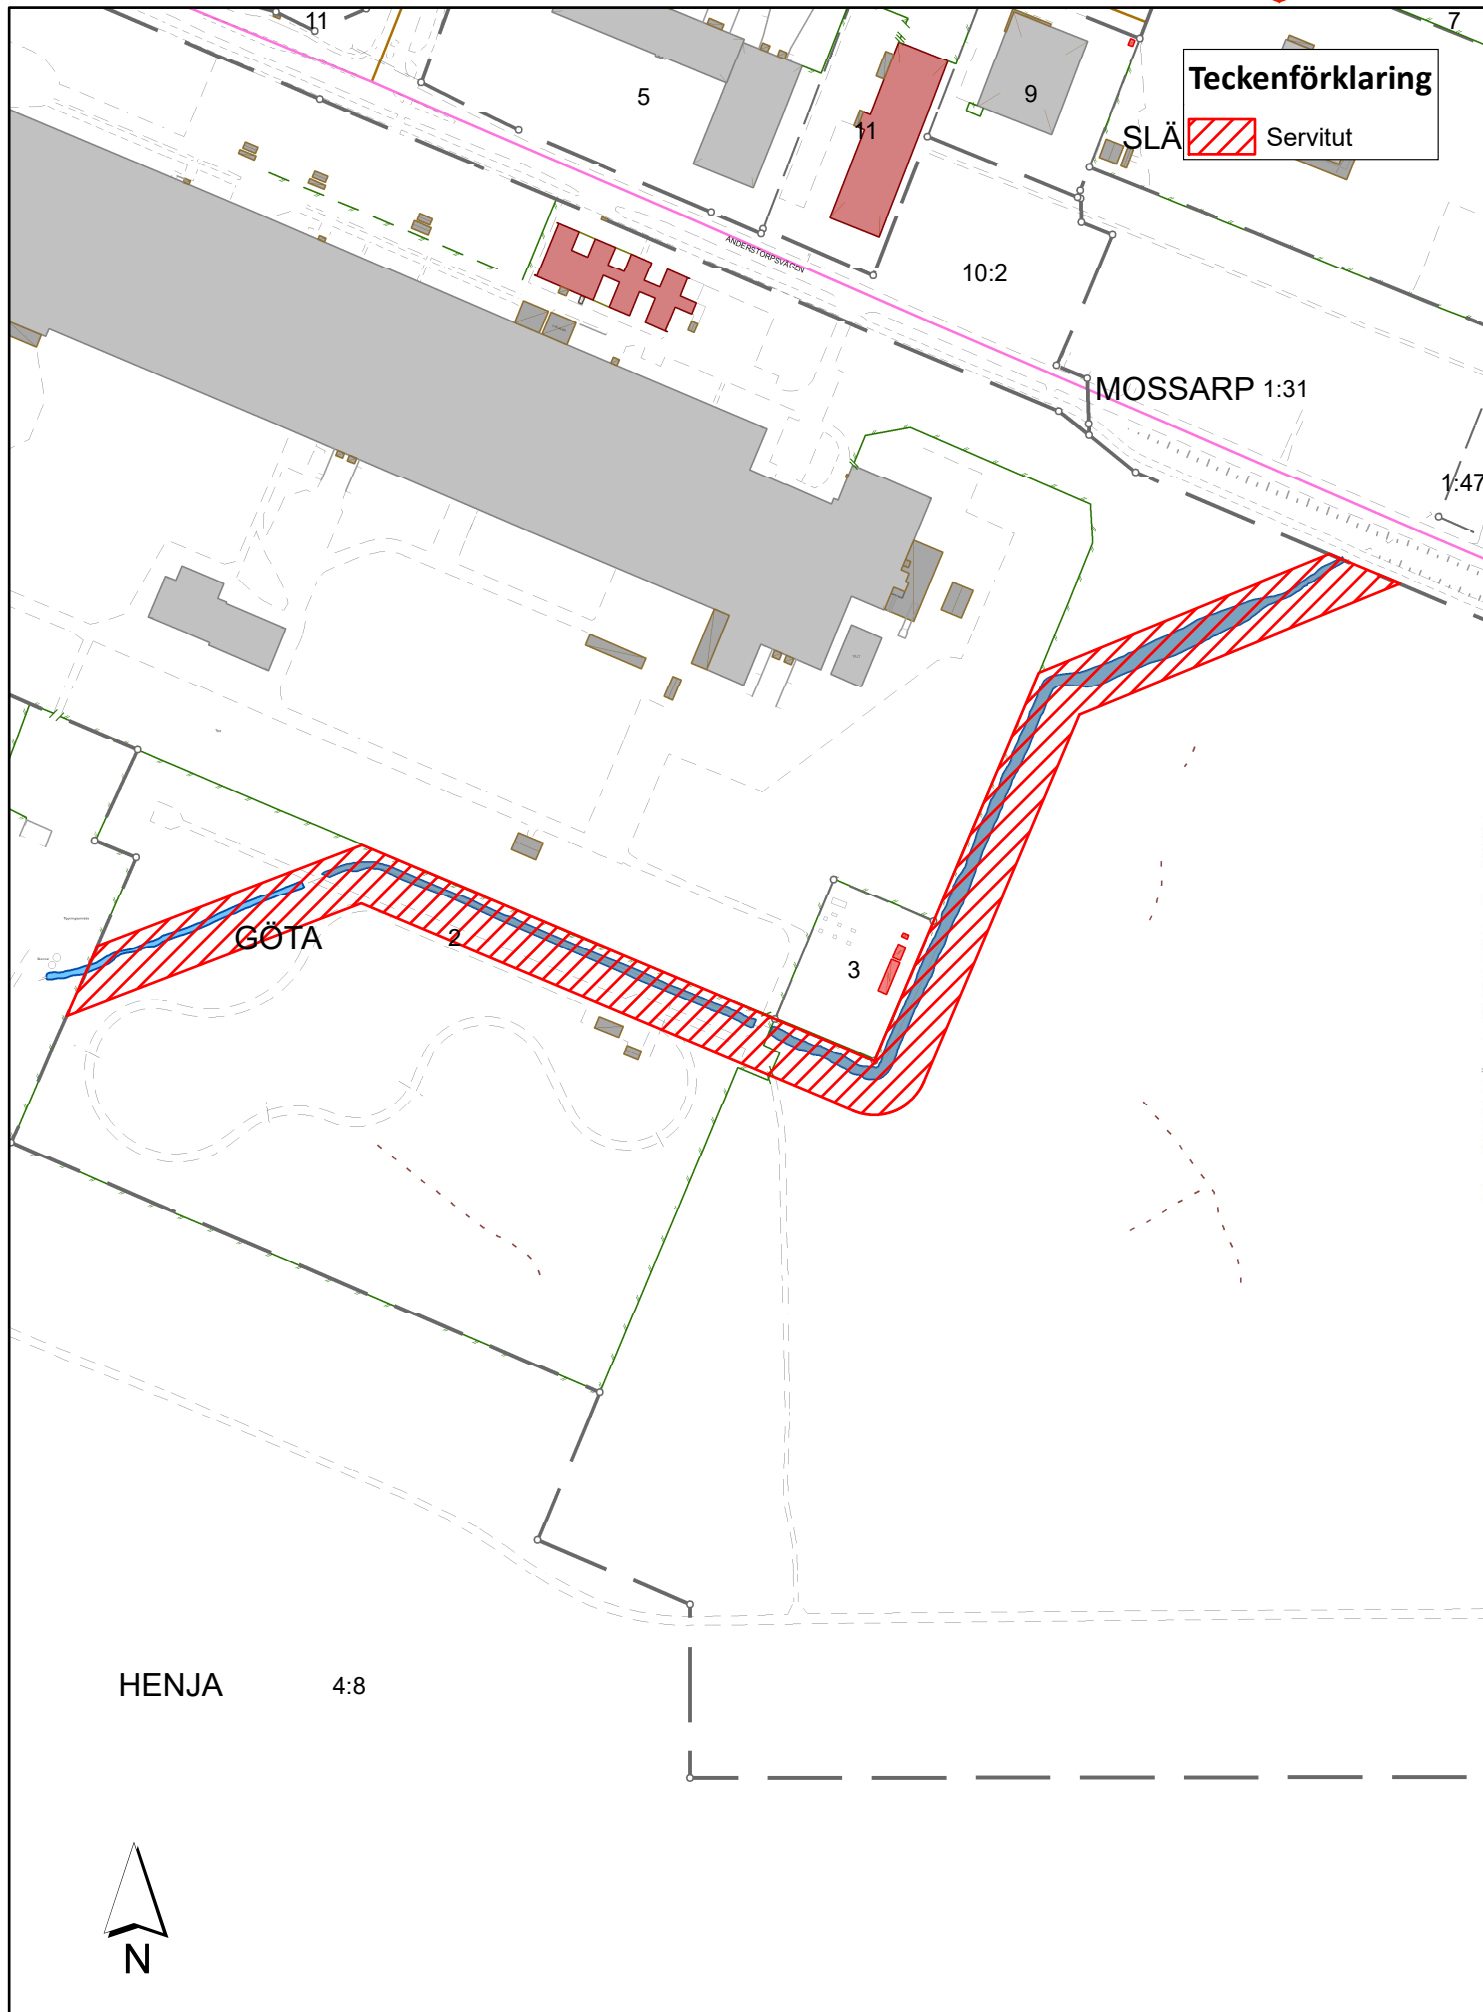 11
7
5
9
11
Teckenförklaring
SLÄ
Servitut
ANDERSTORPSVÄGEN
10:2
MOSSARP 1:31
1:47
GÖTA
2
3
HENJA 4:8
N